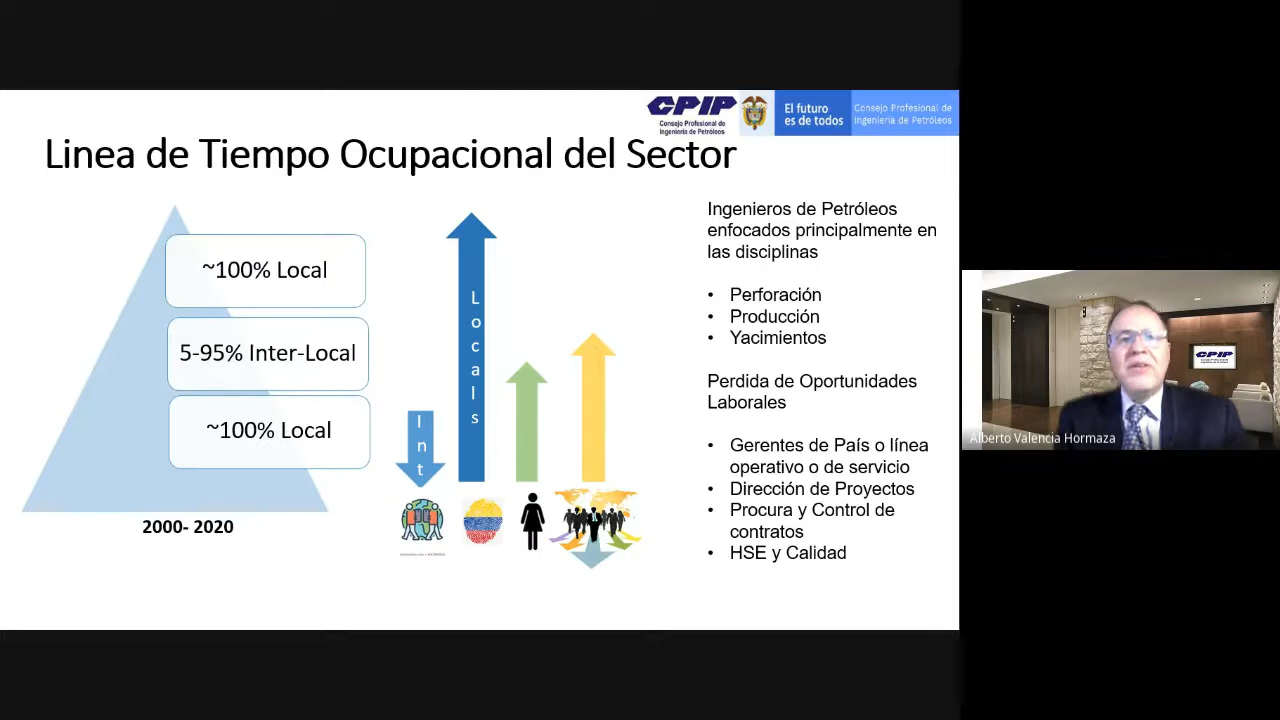 CPIP
Consejo Profesional de
Ingeniería de Petróleos
El futuro
es de todos
Consejo Profesional de
Ingeniería de Petróleos
Linea de Tiempo Ocupacional del Sector
~100% Local
5-95% Inter-Local
~100% Local
2000- 2020
Int
Locals
Ingenieros de Petróleos
enfocados principalmente en
las disciplinas
• Perforación
• Producción
• Yacimientos
Perdida de Oportunidades
Laborales
• Gerentes de País o línea
operativo o de servicio
• Dirección de Proyectos
• Procura y Control de
contratos
• HSE y Calidad
CPIP
Alberto Valencia Hormaza